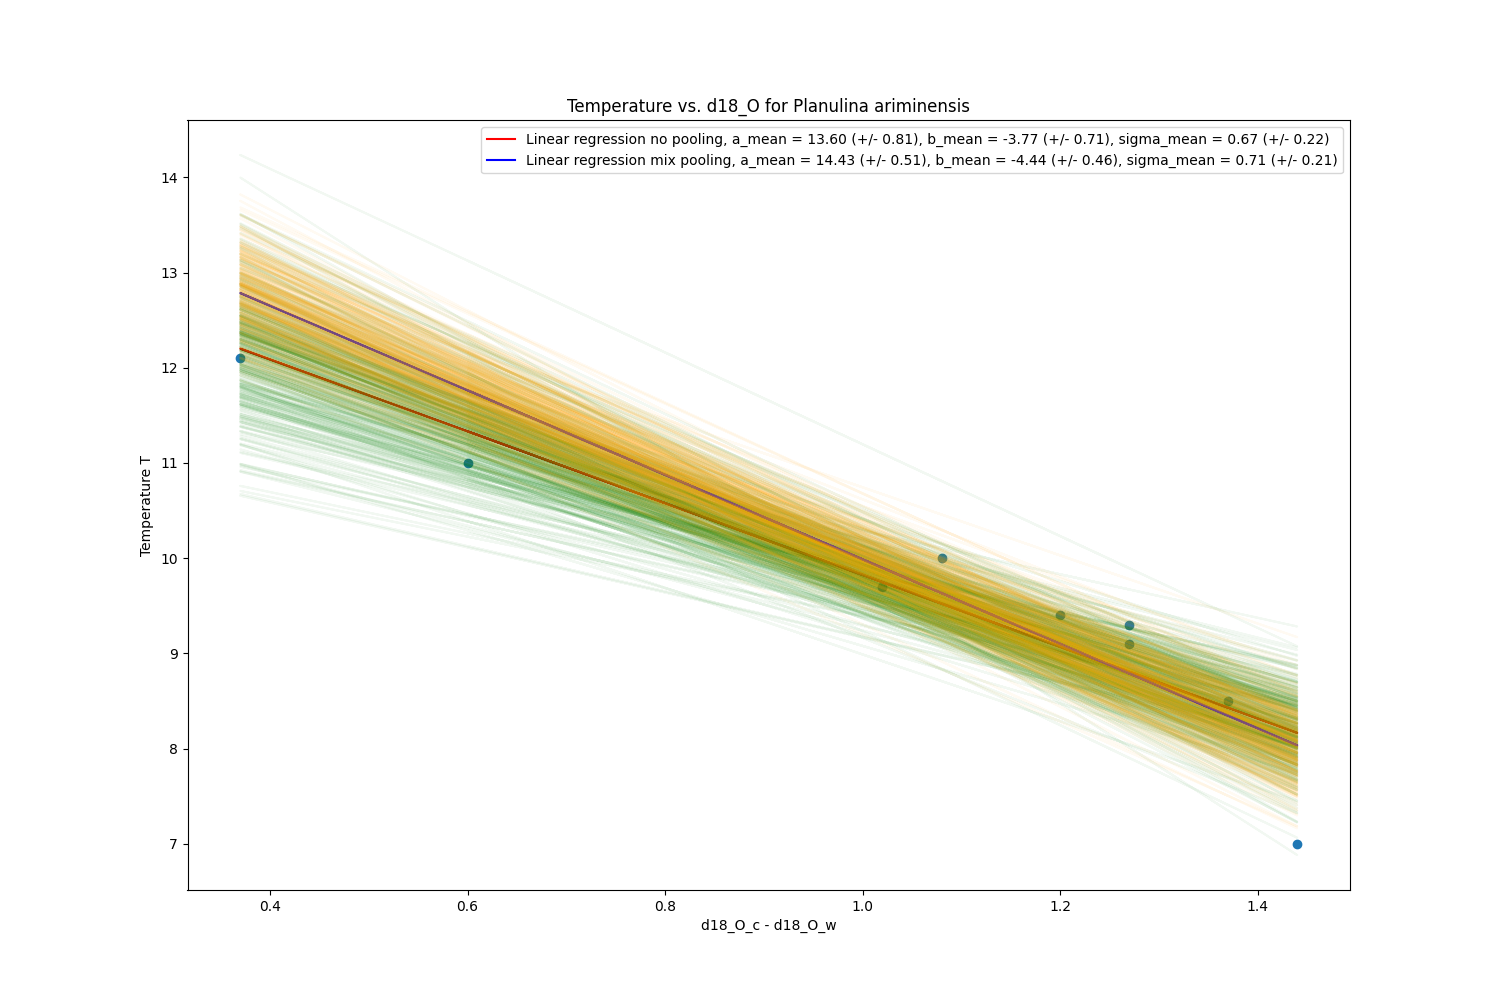 Temperature vs. d18_O for Planulina ariminensis
Linear regression no pooling, a_mean = 13.60 (+/- 0.81), b_mean = -3.77 (+/- 0.71), sigma_mean = 0.67 (+/- 0.22)
Linear regression mix pooling, a_mean = 14.43 (+/- 0.51), b_mean = -4.44 (+/- 0.46), sigma_mean = 0.71 (+/- 0.21)
Temperature T
14
13
12
11
10
9
8
7
0.4 0.6 0.8 1.0 1.2 1.4
d18_O_c - d18_O_w